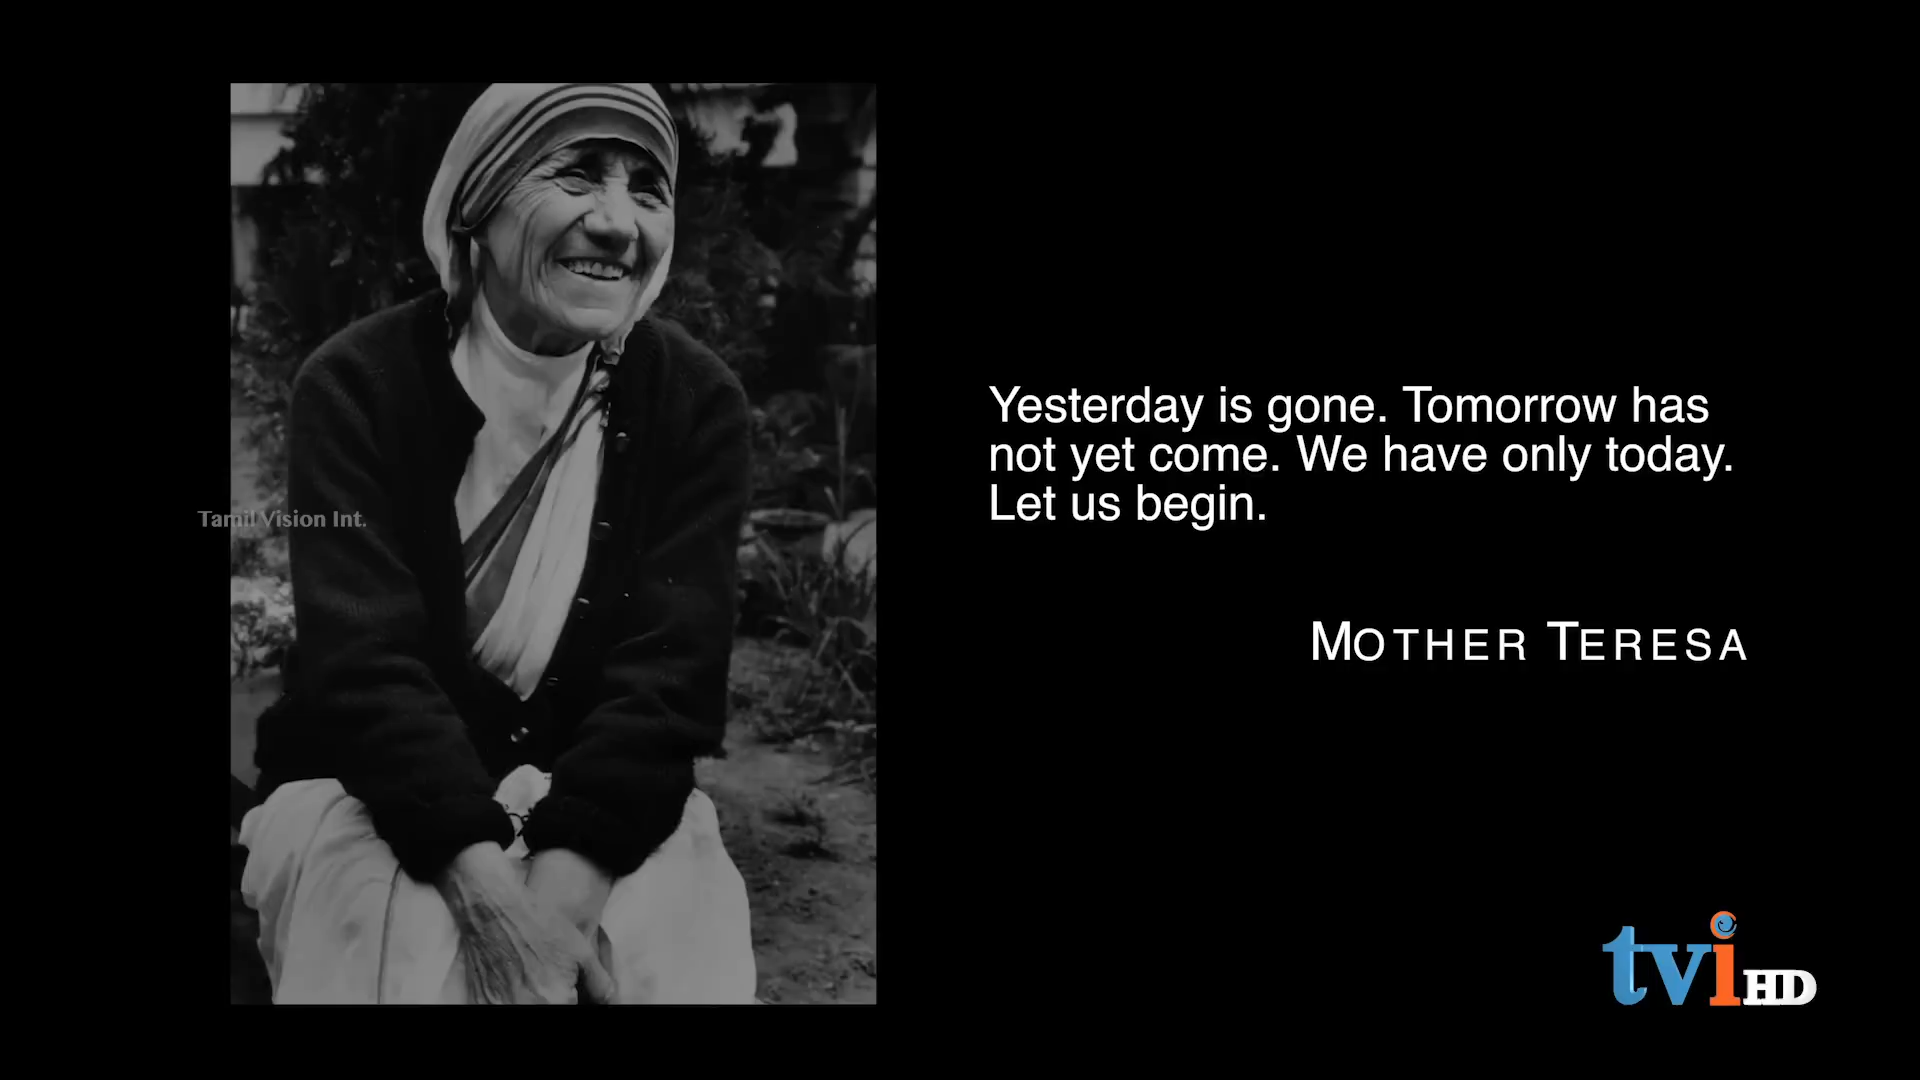 Yesterday is gone. Tomorrow has
not yet come. We have only today.
Let us begin.
MOTHER TERESA
Tamil Vision Int.
tvi HD